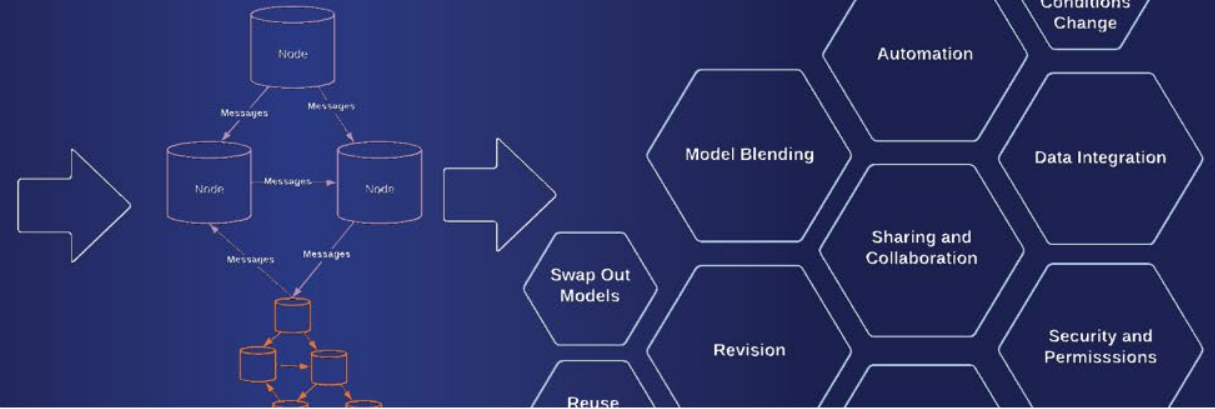 Node
Messages
Messages
Node
Messages
Node
Messages
Messages
Conditions
Change
Automation
Model Blending
Data Integration
Sharing and
Collaboration
Swap Out
Models
Revision
Security and
Permisssions
Reuse